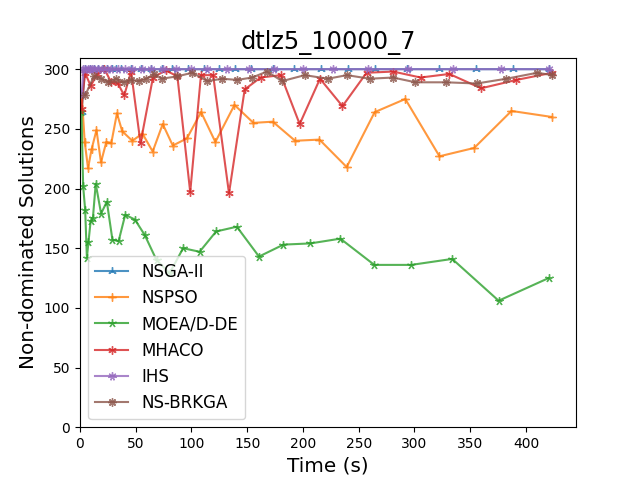 dtlz5_10000_7
Non-dominated Solutions
300
250
200
150
100
50
0
NSGA-II
NSPSO
MOEA/D-DE
MHACO
IHS
NS-BRKGA
0 50 100 150 200 250 300 350 400
Time (s)